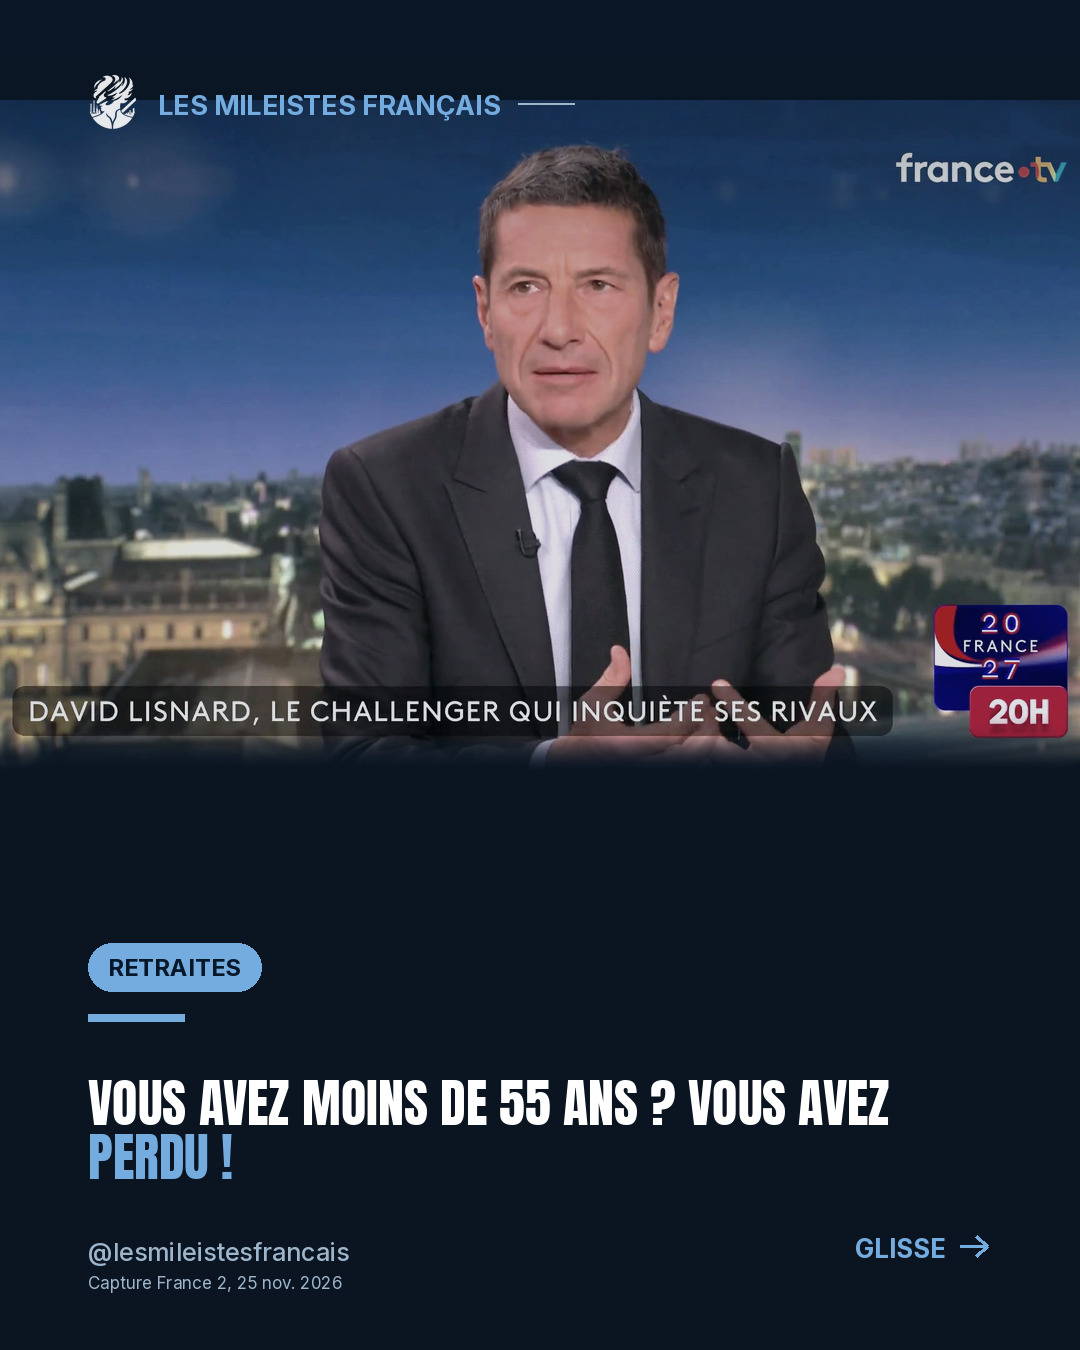 LES MILEISTES FRANÇAIS
france•tv
20
FRANCE
27
20H
DAVID LISNARD, LE CHALLENGER QUI INQUIÈTE SES RIVAUX
RETRAITES
VOUS AVEZ MOINS DE 55 ANS ? VOUS AVEZ
PERDU !
@lesmileistesfrancais
GLISSE →
Capture France 2, 25 nov. 2026